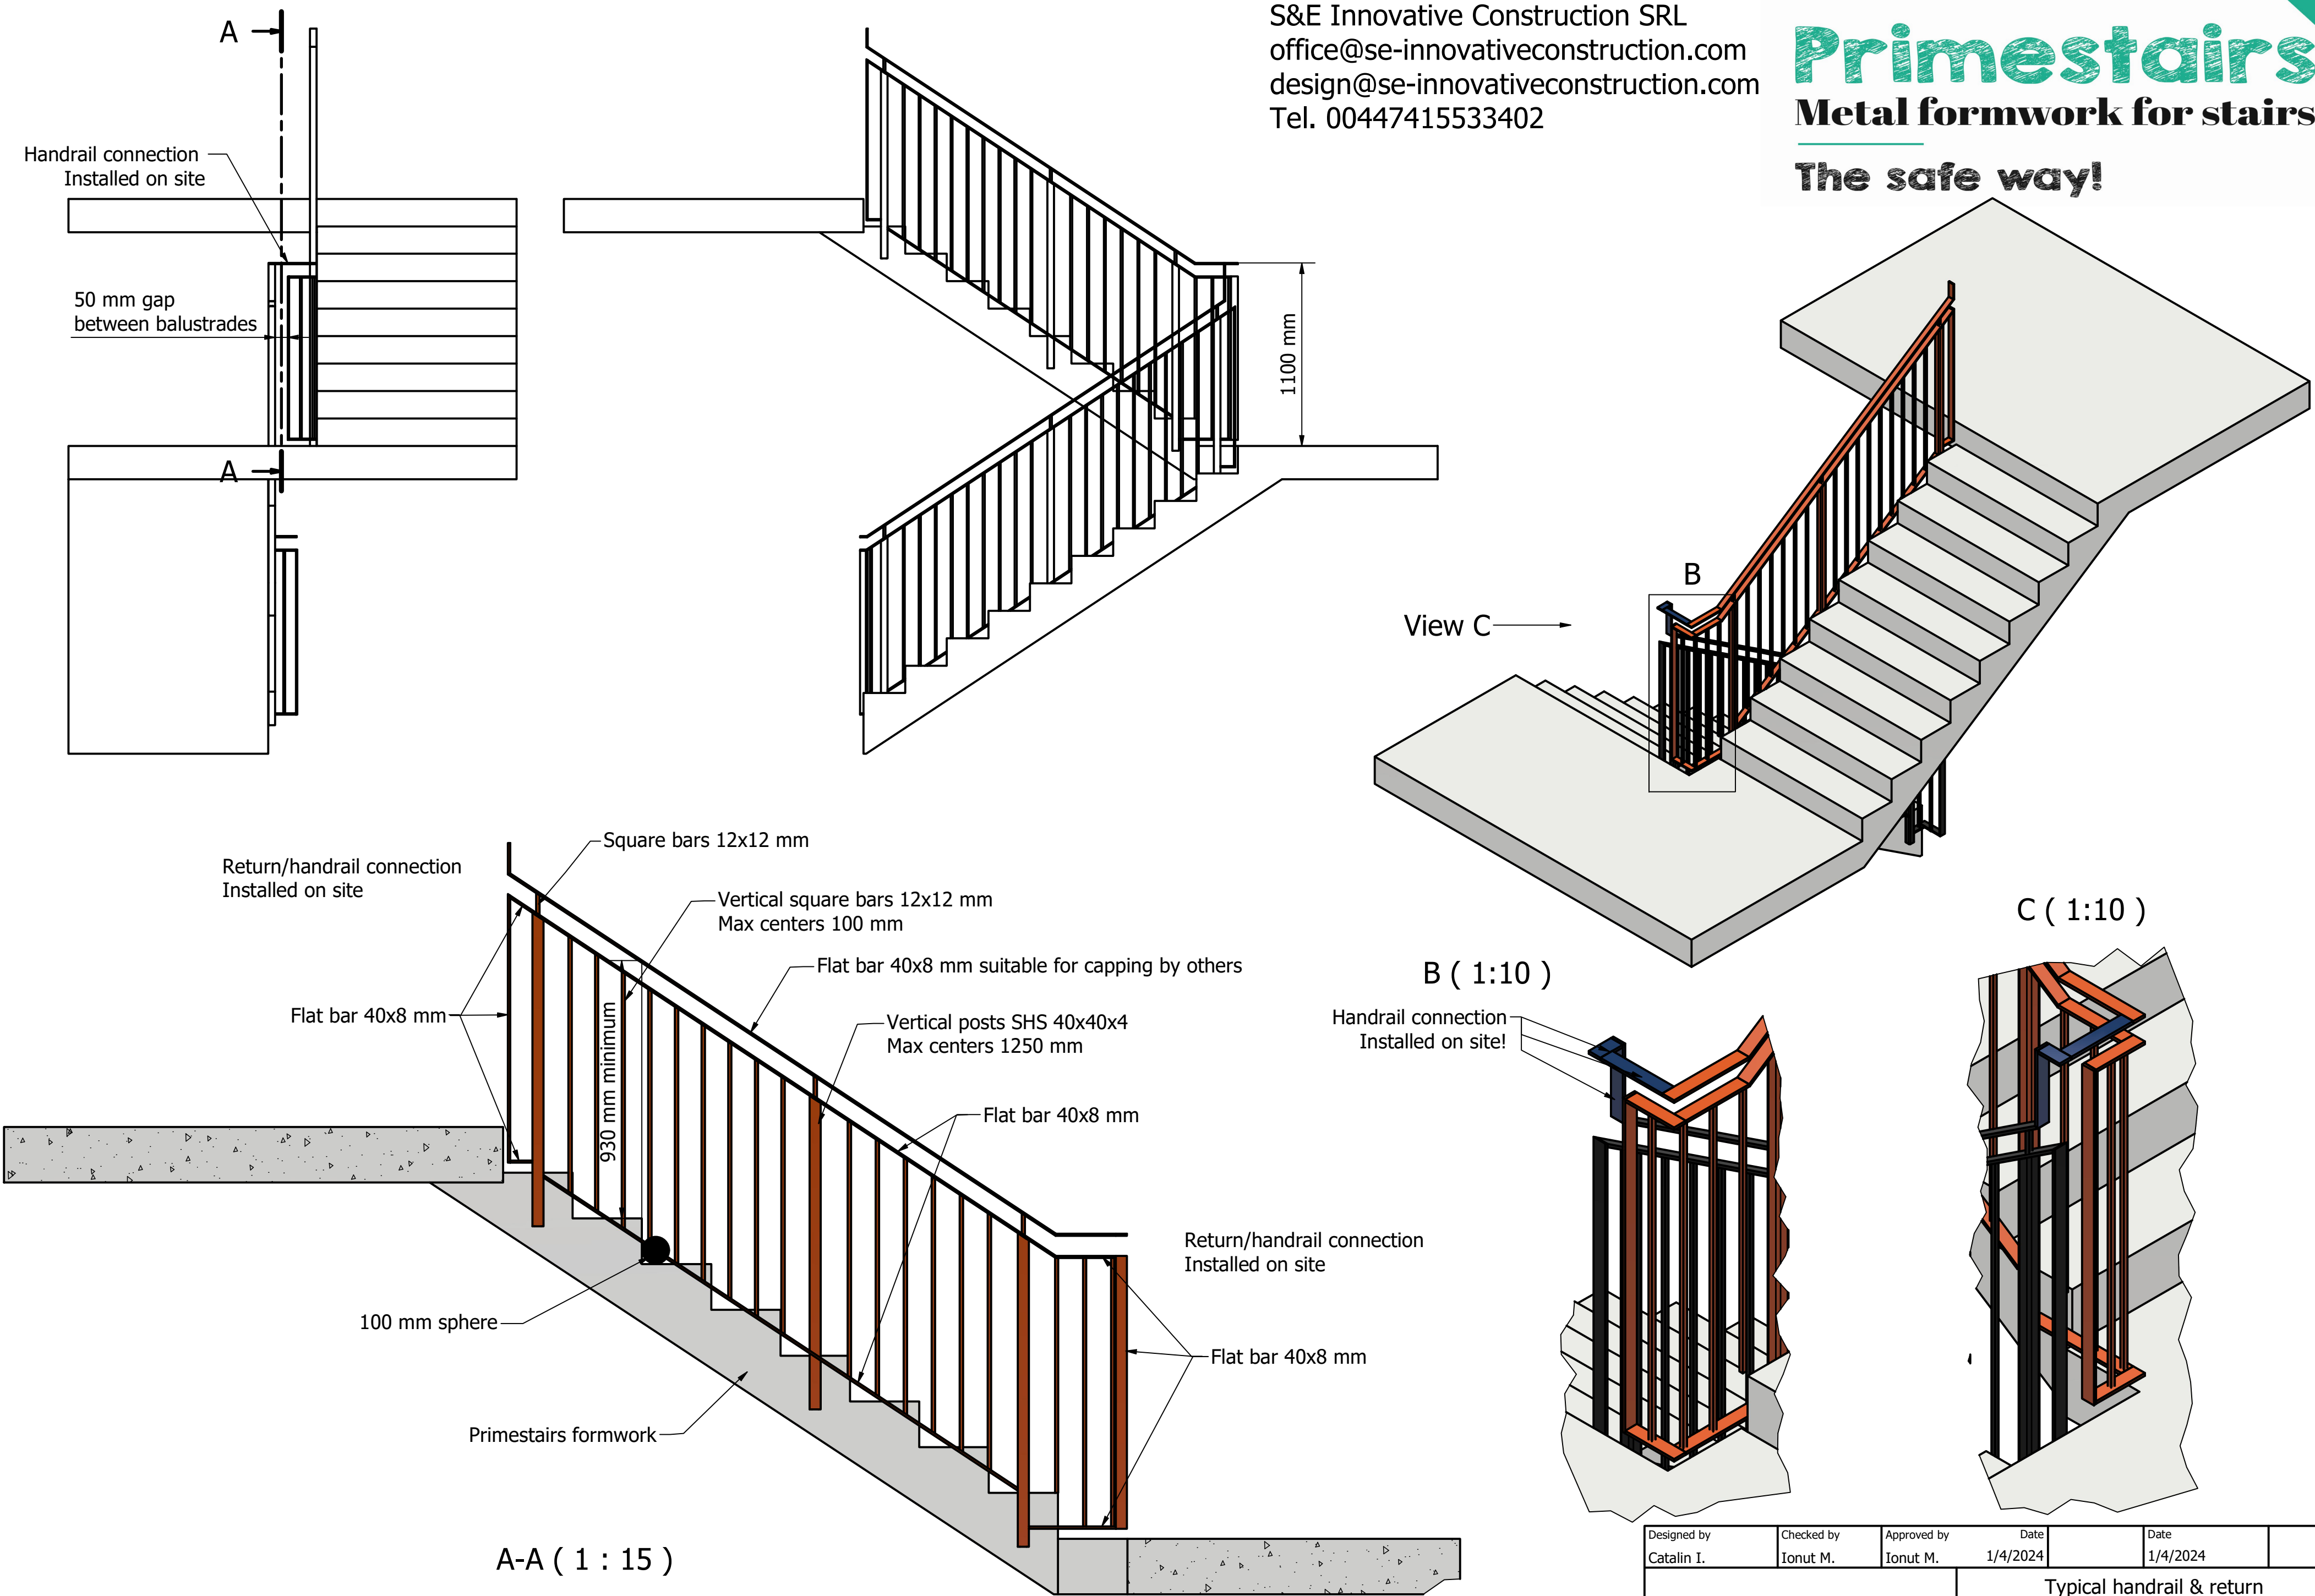 S&E Innovative Construction SRL
office@se-innovativeconstruction.com
design@se-innovativeconstruction.com
Tel. 00447415533402
Primestairs
Metal formwork for stairs
The safe way!
A
Handrail connection
Installed on site
50 mm gap
between balustrades
A
1100 mm
B
View C
Square bars 12x12 mm
Return/handrail connection
Installed on site
Vertical square bars 12x12 mm
Max centers 100 mm
Flat bar 40x8 mm suitable for capping by others
Flat bar 40x8 mm
Vertical posts SHS 40x40x4
Max centers 1250 mm
930 mm minimum
Flat bar 40x8 mm
Return/handrail connection
Installed on site
100 mm sphere
Flat bar 40x8 mm
Primestairs formwork
A-A ( 1 : 15 )
B ( 1:10 )
Handrail connection
Installed on site!
C ( 1:10 )
Designed by Checked by Approved by Date Date
Catalin I. Ionut M. Ionut M. 1/4/2024 1/4/2024
Typical handrail & return